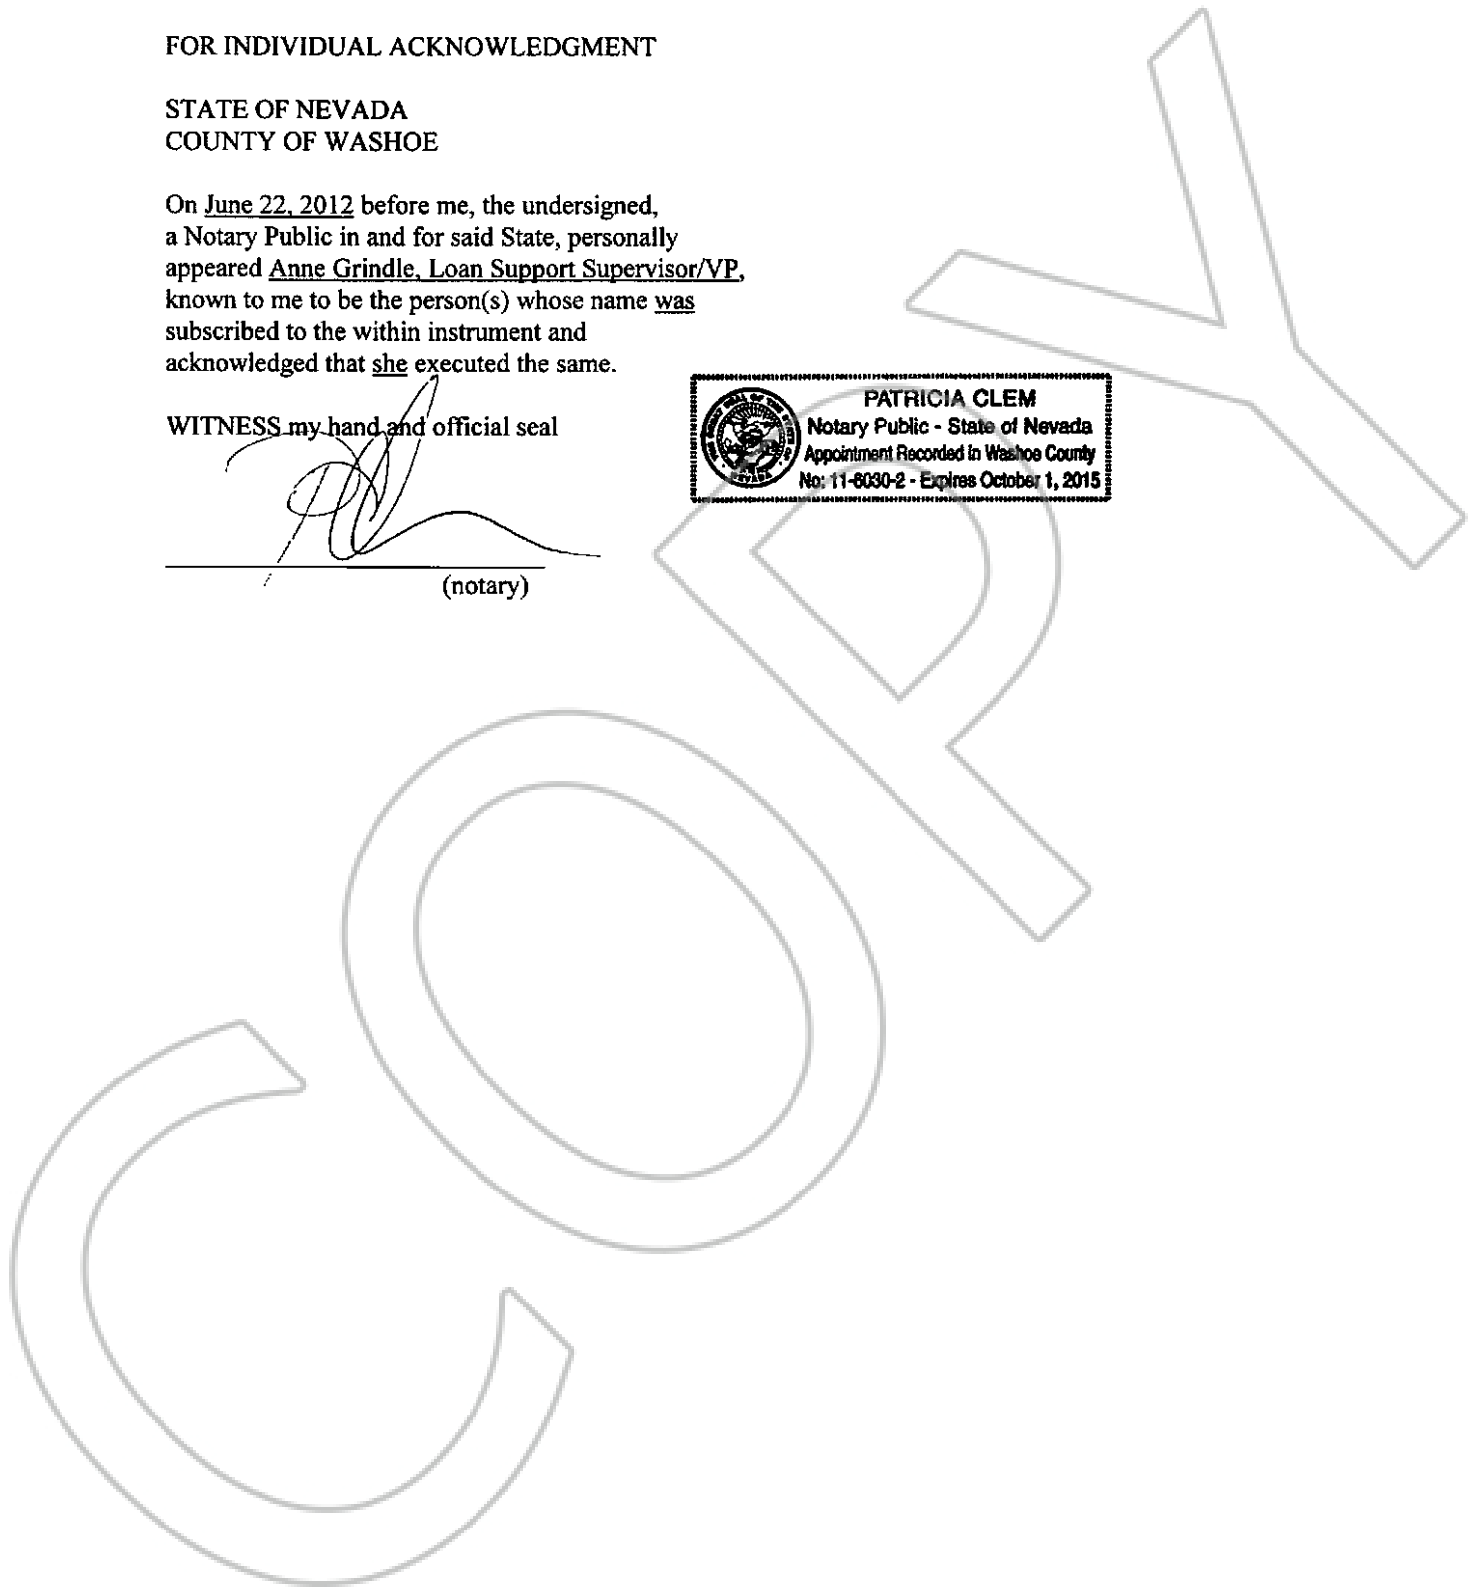 FOR INDIVIDUAL ACKNOWLEDGMENT
STATE OF NEVADA
COUNTY OF WASHOE
On June 22, 2012 before me, the undersigned,
a Notary Public in and for said State, personally
appeared Anne Grindle, Loan Support Supervisor/VP,
known to me to be the person(s) whose name was
subscribed to the within instrument and
acknowledged that she executed the same.
WITNESS my hand and official seal
(notary)
PATRICIA CLEM
Notary Public - State of Nevada
Appointment Recorded in Washoe County
No: 11-6030-2 - Expires October 1, 2015
COPY